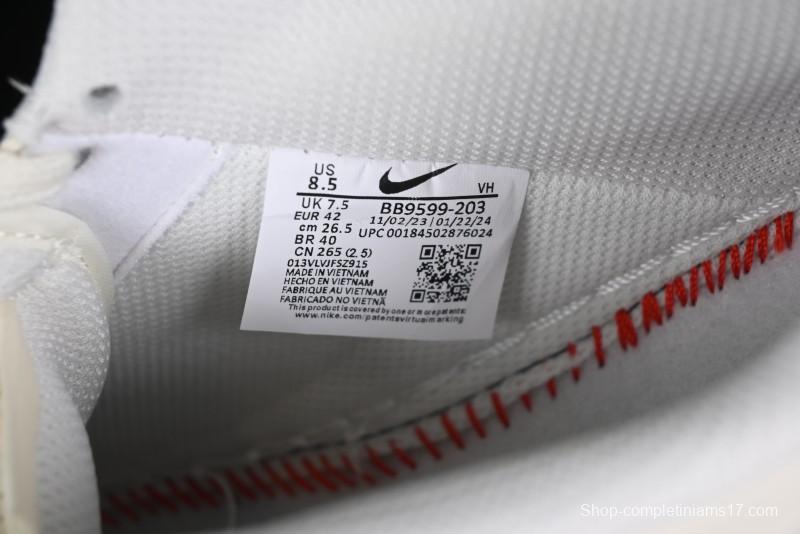 US
8.5
VH
UK 7.5
BB9599-203
EUR 42
11/02/23 | 01/22/24
cm 26.5
UPC 00184502876024
BR 40
CN 265 (2.5)
013VLVJFSZ915
MADE IN VIETNAM
HECHO EN VIETNAM
FABRIQUE AU VIETNAM
FABRICADO NO VIETNÃ
This product is covered by one or more patents:
www.nike.com/patentsvirtualmarking
Shop-completiniams17.com/